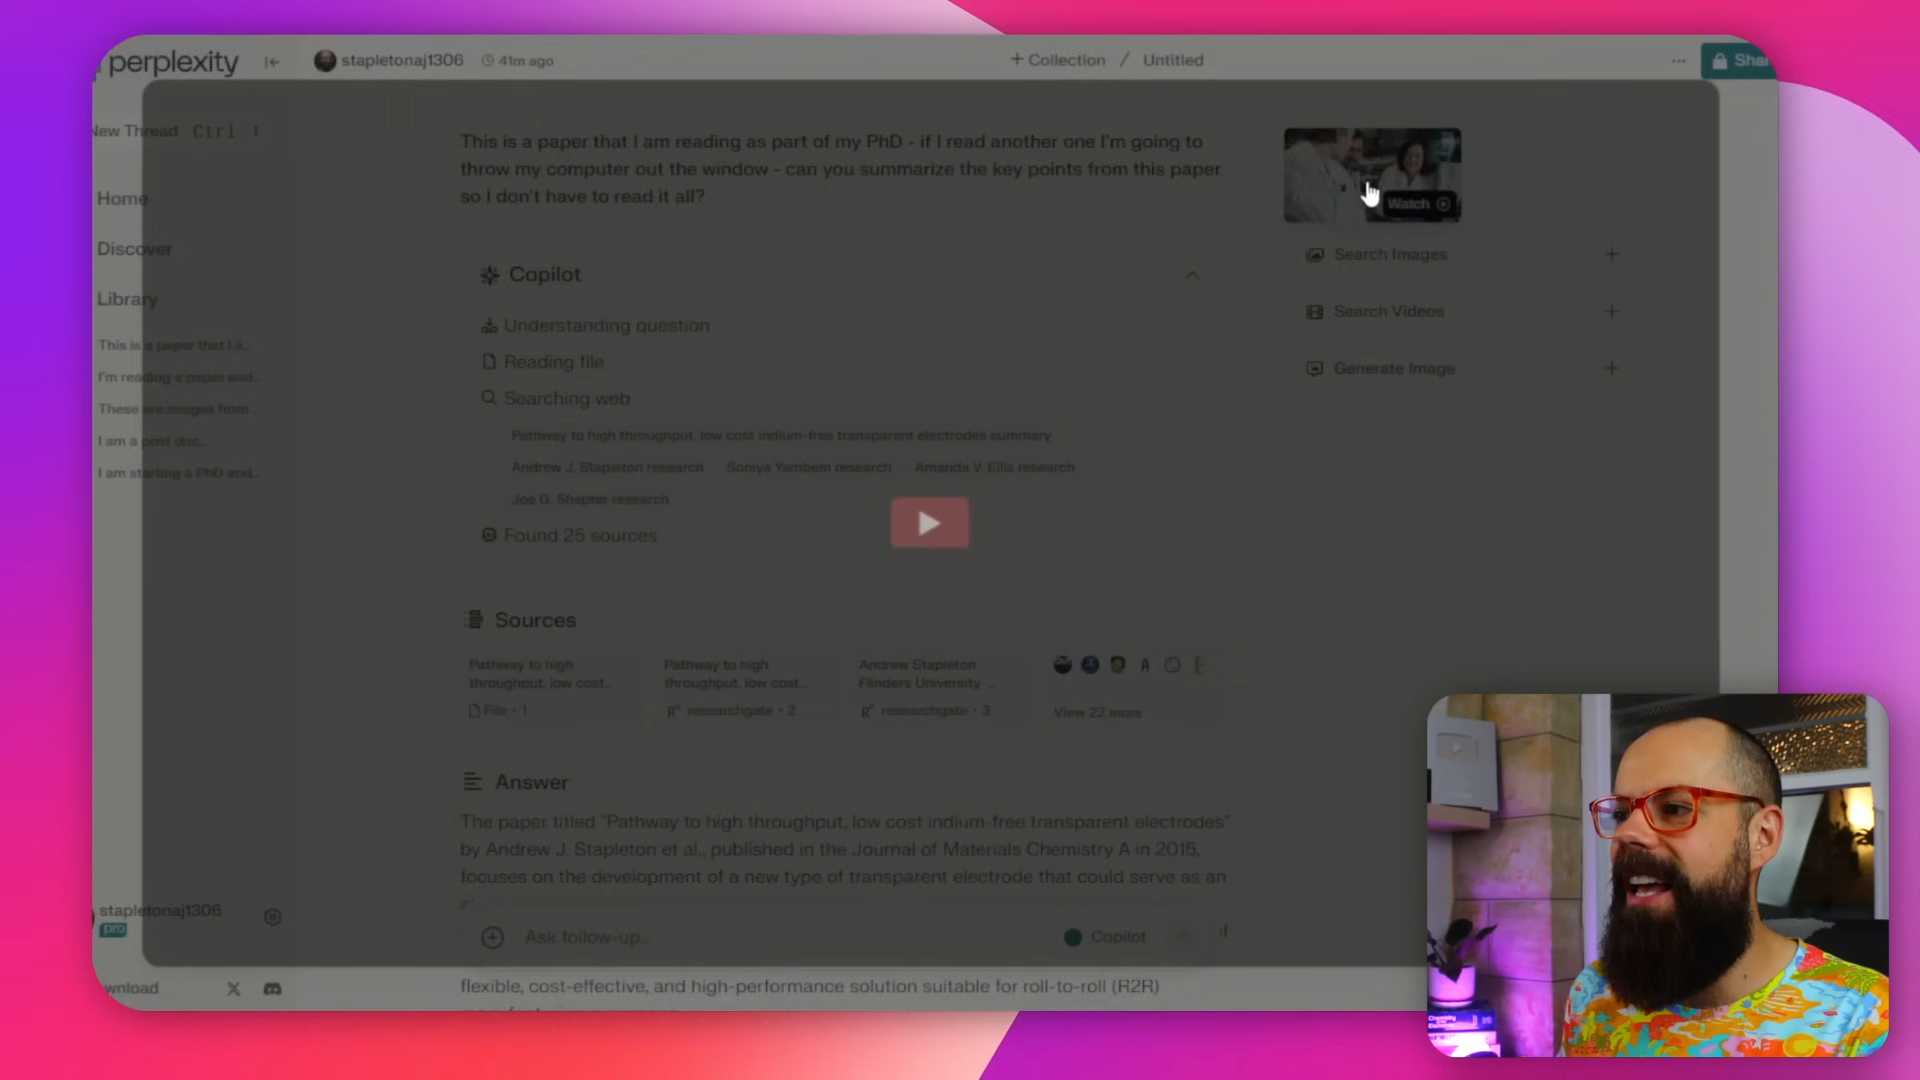 perplexity
stapletonaj1306
41m ago
+ Collection / Untitled
Shar
New Thread Ctrl I
Home
Discover
Library
This is a paper that I a...
I'm reading a paper and...
These are images from...
I am a post doc...
I am starting a PhD and...
stapletonaj1306
pro
wnload
This is a paper that I am reading as part of my PhD - if I read another one I'm going to
throw my computer out the window - can you summarize the key points from this paper
so I don't have to read it all?
Watch
Search Images
Search Videos
Generate Image
Copilot
Understanding question
Reading file
Searching web
Pathway to high throughput, low cost indium-free transparent electrodes summary
Andrew J. Stapleton research Soniya Yambem research Amanda V. Ellis research
Joe G. Shapter research
Found 25 sources
Sources
Pathway to high
throughput, low cost...
File • 1
Pathway to high
throughput, low cost...
researchgate • 2
Andrew Stapleton
Flinders University ...
researchgate • 3
View 22 more
Answer
The paper titled "Pathway to high throughput, low cost indium-free transparent electrodes"
by Andrew J. Stapleton et al., published in the Journal of Materials Chemistry A in 2015,
focuses on the development of a new type of transparent electrode that could serve as an
Ask follow-up...
Copilot
flexible, cost-effective, and high-performance solution suitable for roll-to-roll (R2R)